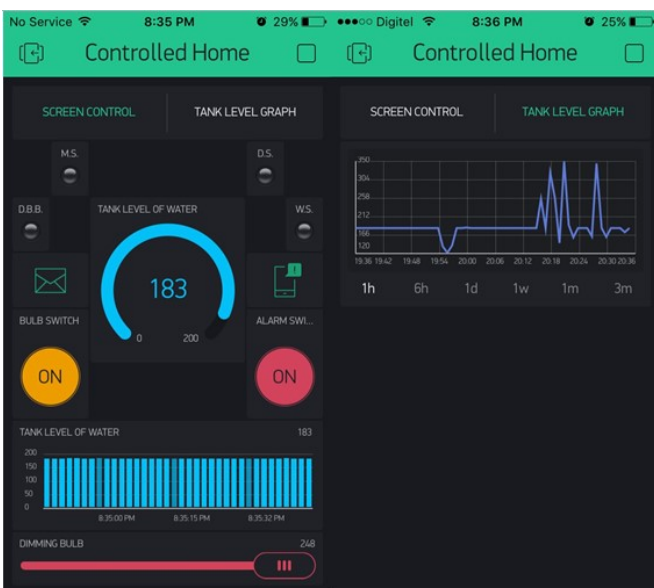 No Service 8:35 PM 29%
Controlled Home
SCREEN CONTROL TANK LEVEL GRAPH
M.S. D.S.
D.B.B. TANK LEVEL OF WATER W.S.
183
0 200
BULB SWITCH ALARM SWI...
ON ON
TANK LEVEL OF WATER 183
200
150
100
50
0
8:35:00 PM 8:35:15 PM 8:35:32 PM
DIMMING BULB 248
Digitel 8:36 PM 25%
Controlled Home
SCREEN CONTROL TANK LEVEL GRAPH
350
304
258
212
166
120
19:36 19:42 19:48 19:54 20:00 20:06 20:12 20:18 20:24 20:30 20:36
1h 6h 1d 1w 1m 3m